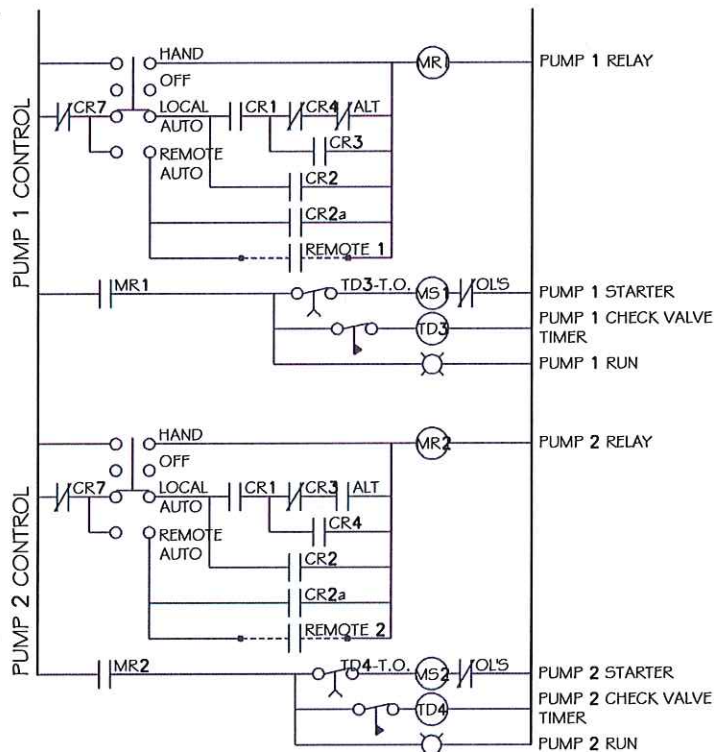 PUMP 1 CONTROL
HAND
MR1
PUMP 1 RELAY
OFF
CR7
LOCAL
AUTO
CR1
CR4
ALT
CR3
REMOTE
AUTO
CR2
CR2a
REMOTE 1
MR1
TD3-T.O.
MS1
OL'S
PUMP 1 STARTER
TD3
PUMP 1 CHECK VALVE
TIMER
PUMP 1 RUN
PUMP 2 CONTROL
HAND
MR2
PUMP 2 RELAY
OFF
CR7
LOCAL
AUTO
CR1
CR3
ALT
CR4
REMOTE
AUTO
CR2
CR2a
REMOTE 2
MR2
TD4-T.O.
MS2
OL'S
PUMP 2 STARTER
TD4
PUMP 2 CHECK VALVE
TIMER
PUMP 2 RUN